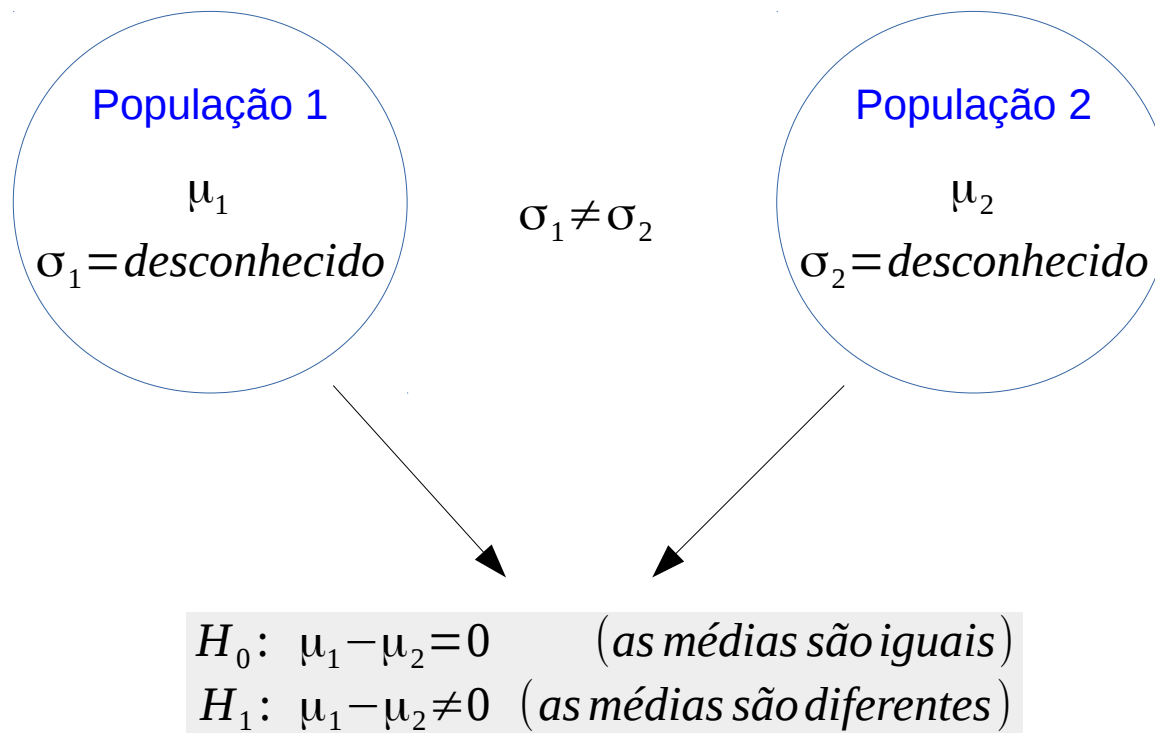 População 1
μ₁
σ₁=desconhecido
σ₁≠σ₂
População 2
μ₂
σ₂=desconhecido
H₀: μ₁−μ₂=0 (as médias são iguais)
H₁: μ₁−μ₂≠0 (as médias são diferentes)